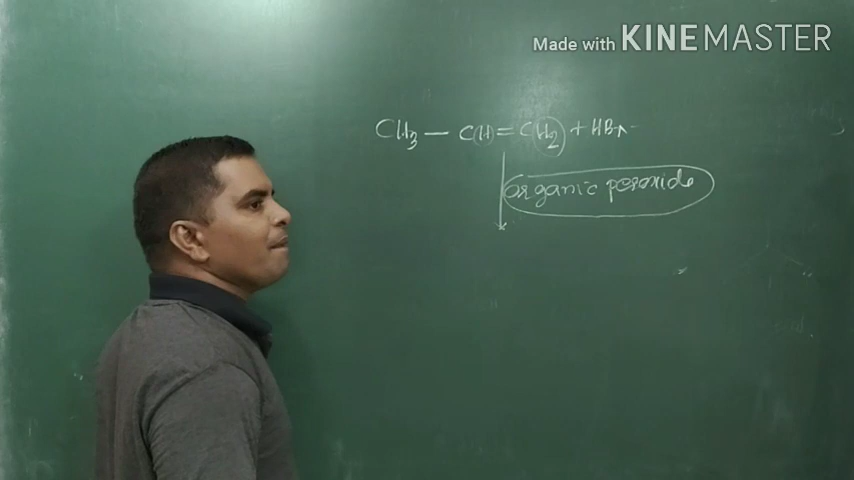 Made with KINEMASTER
CH3 — CH = CH2 + HBr
organic peroxide